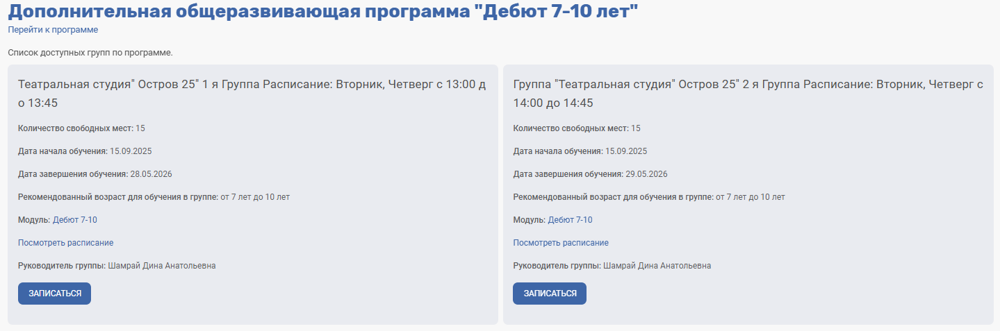 Дополнительная общеразвивающая программа "Дебют 7-10 лет"
Перейти к программе
Список доступных групп по программе.
Театральная студия" Остров 25" 1 я Группа Расписание: Вторник, Четверг с 13:00 д
о 13:45
Количество свободных мест: 15
Дата начала обучения: 15.09.2025
Дата завершения обучения: 28.05.2026
Рекомендованный возраст для обучения в группе: от 7 лет до 10 лет
Модуль: Дебют 7-10
Посмотреть расписание
Руководитель группы: Шамрай Дина Анатольевна
ЗАПИСАТЬСЯ
Группа "Театральная студия" Остров 25" 2 я Группа Расписание: Вторник, Четверг с
14:00 до 14:45
Количество свободных мест: 15
Дата начала обучения: 15.09.2025
Дата завершения обучения: 29.05.2026
Рекомендованный возраст для обучения в группе: от 7 лет до 10 лет
Модуль: Дебют 7-10
Посмотреть расписание
Руководитель группы: Шамрай Дина Анатольевна
ЗАПИСАТЬСЯ